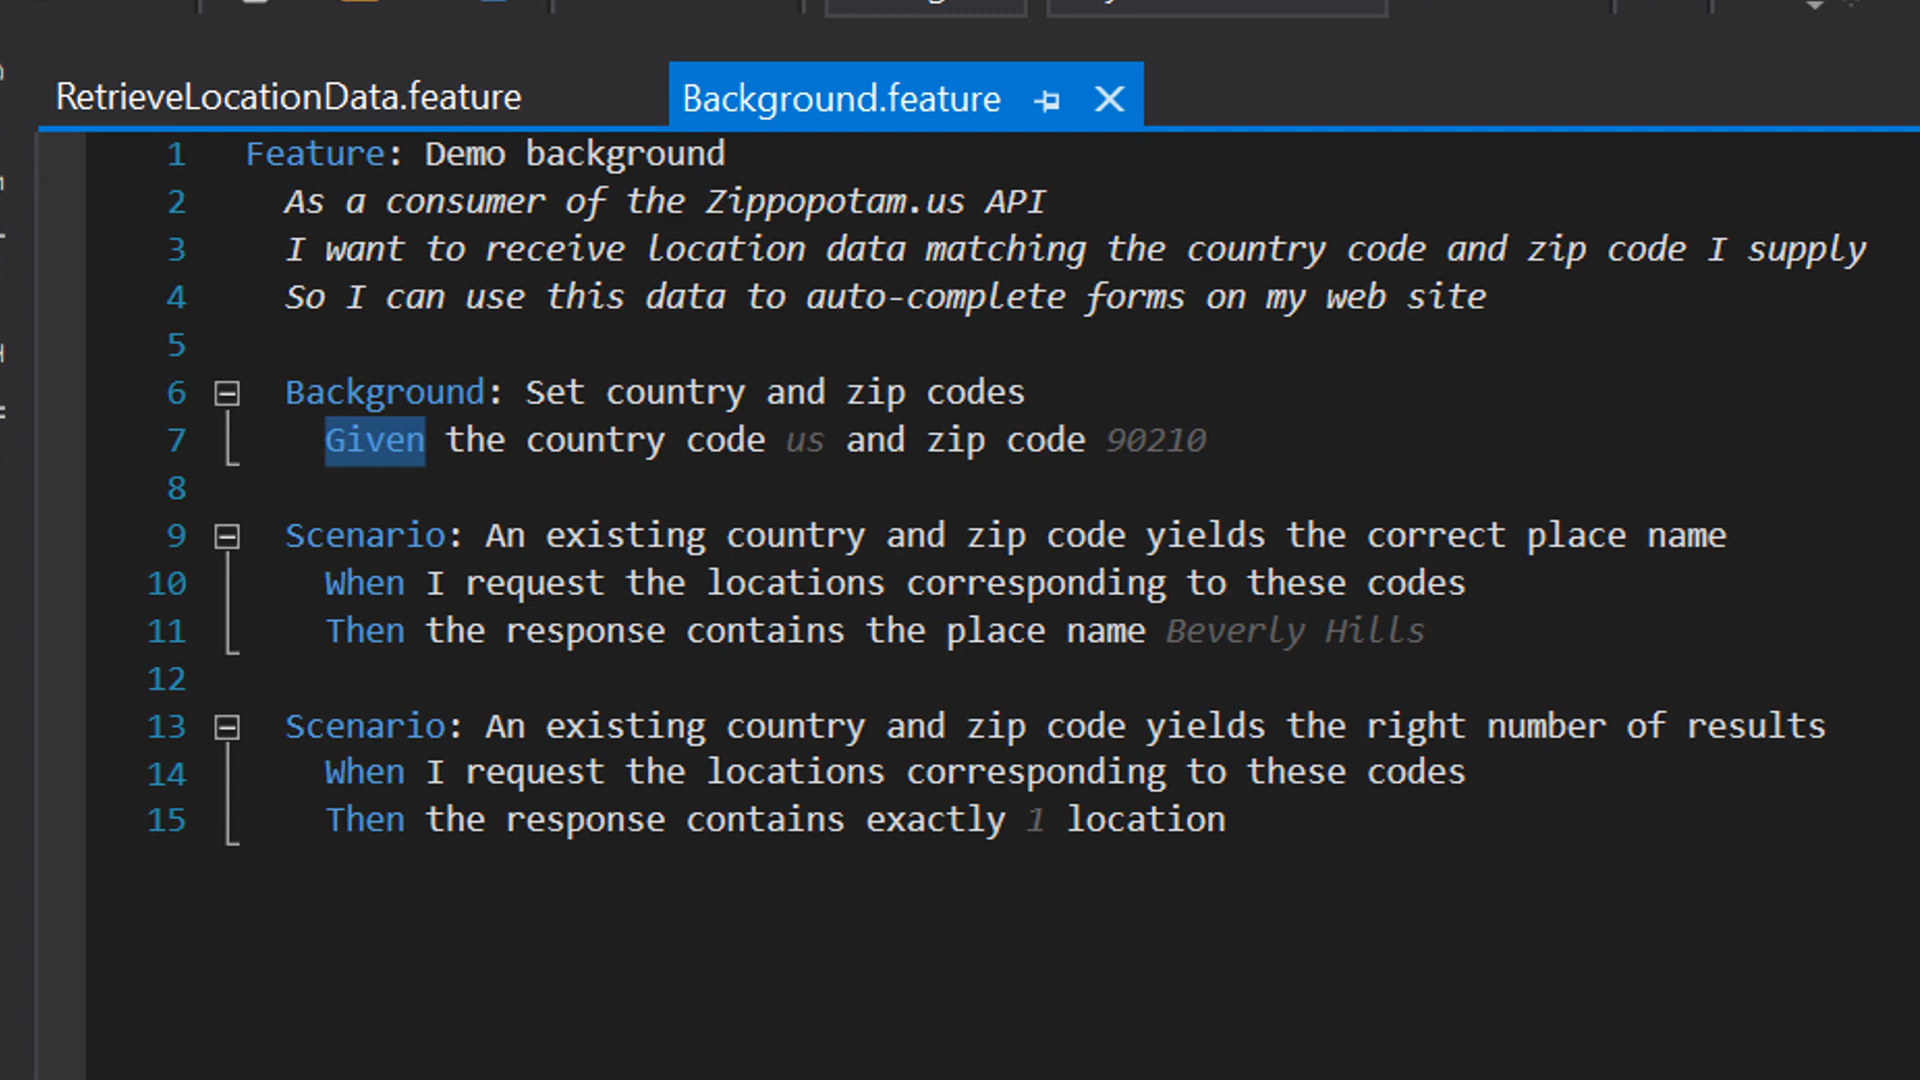 RetrieveLocationData.feature
Background.feature
1 Feature: Demo background
2 As a consumer of the Zippopotam.us API
3 I want to receive location data matching the country code and zip code I supply
4 So I can use this data to auto-complete forms on my web site
5
6 Background: Set country and zip codes
7 Given the country code us and zip code 90210
8
9 Scenario: An existing country and zip code yields the correct place name
10 When I request the locations corresponding to these codes
11 Then the response contains the place name Beverly Hills
12
13 Scenario: An existing country and zip code yields the right number of results
14 When I request the locations corresponding to these codes
15 Then the response contains exactly 1 location